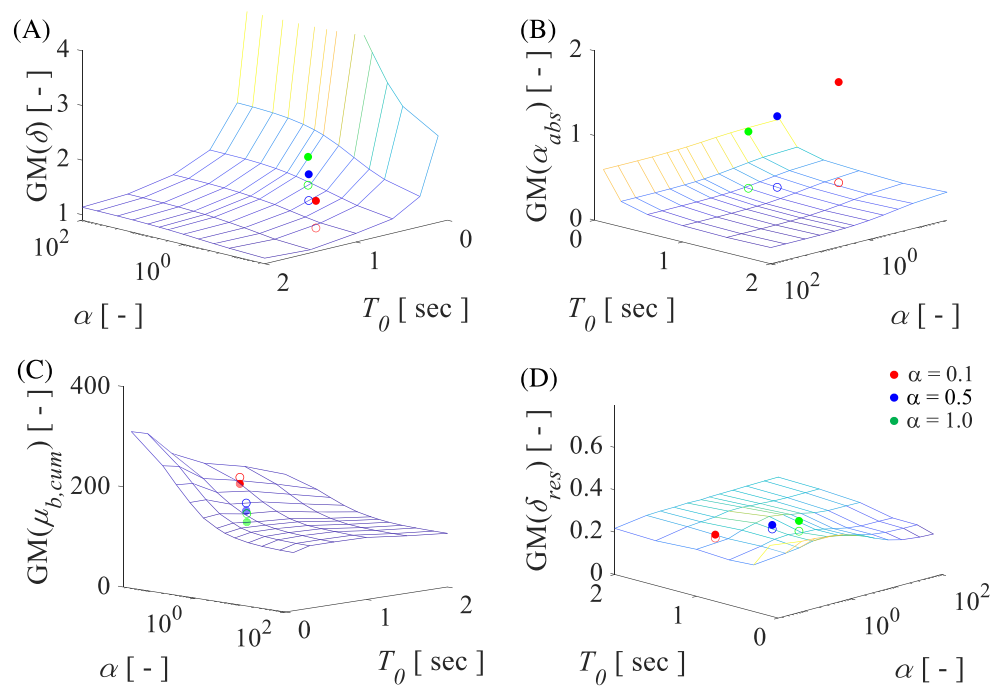 (A)
GM(δ) [ - ]
4
3
2
1
10²
10⁰
2
1
0
α [ - ]
T₀ [ sec ]
(B)
GM(α_abs) [ - ]
2
1
0
0
1
2
10²
10⁰
T₀ [ sec ]
α [ - ]
(C)
GM(μ_b,cum) [ - ]
400
200
0
10⁰
10²
0
1
2
α [ - ]
T₀ [ sec ]
(D)
α = 0.1
α = 0.5
α = 1.0
GM(δ_res) [ - ]
0.6
0.4
0.2
0
2
1
0
10⁰
10²
T₀ [ sec ]
α [ - ]